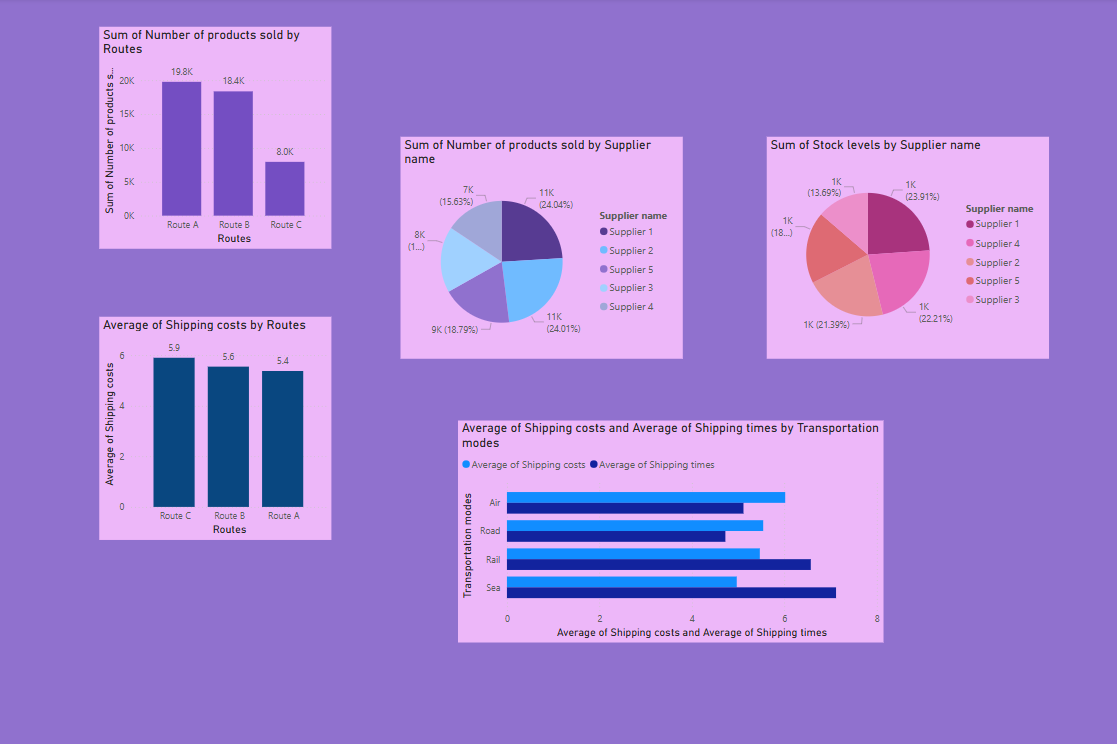 Sum of Number of products sold by
Routes
Sum of Number of products s...
20K
15K
10K
5K
0K
19.8K
18.4K
8.0K
Route A
Route B
Route C
Routes
Sum of Number of products sold by Supplier
name
7K
(15.63%)
11K
(24.04%)
8K
(1...)
9K (18.79%)
11K
(24.01%)
Supplier name
Supplier 1
Supplier 2
Supplier 5
Supplier 3
Supplier 4
Sum of Stock levels by Supplier name
1K
(13.69%)
1K
(23.91%)
1K
(18...)
1K (21.39%)
1K
(22.21%)
Supplier name
Supplier 1
Supplier 4
Supplier 2
Supplier 5
Supplier 3
Average of Shipping costs by Routes
Average of Shipping costs
6
4
2
0
5.9
5.6
5.4
Route C
Route B
Route A
Routes
Average of Shipping costs and Average of Shipping times by Transportation
modes
Average of Shipping costs
Average of Shipping times
Transportation modes
Air
Road
Rail
Sea
0
2
4
6
8
Average of Shipping costs and Average of Shipping times